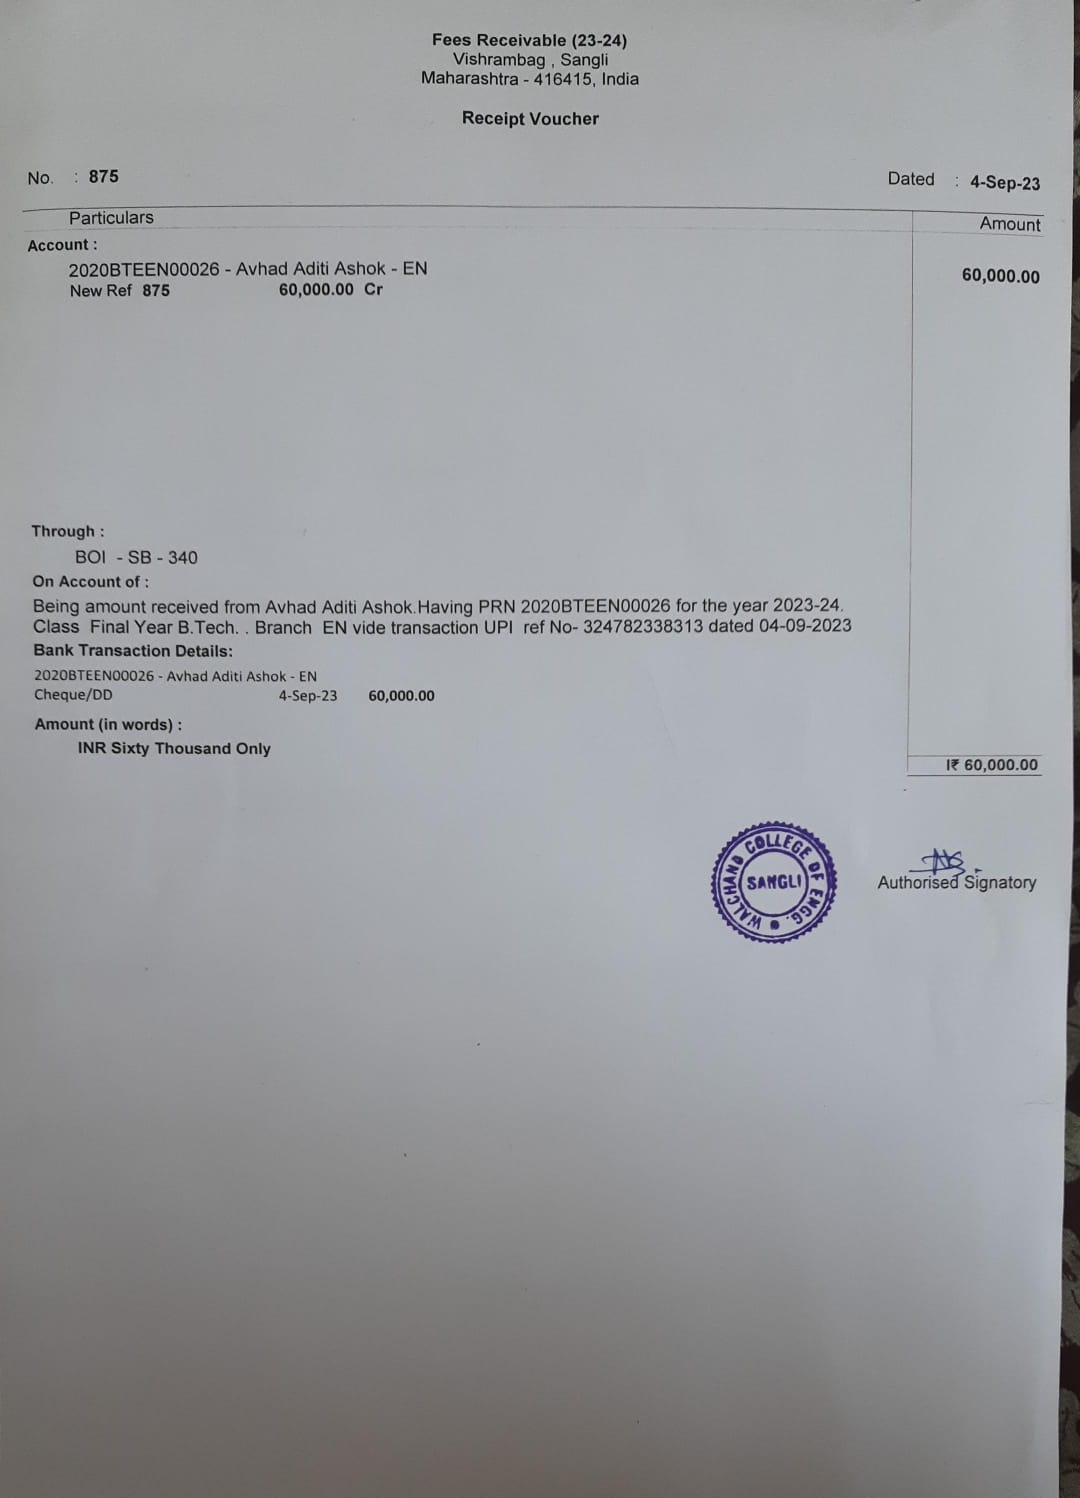 Fees Receivable (23-24)
Vishrambag , Sangli
Maharashtra - 416415, India
Receipt Voucher
No. : 875
Dated : 4-Sep-23
Particulars
Amount
Account :
2020BTEEN00026 - Avhad Aditi Ashok - EN
60,000.00
New Ref 875 60,000.00 Cr
Through :
BOI - SB - 340
On Account of :
Being amount received from Avhad Aditi Ashok.Having PRN 2020BTEEN00026 for the year 2023-24.
Class Final Year B.Tech. . Branch EN vide transaction UPI ref No- 324782338313 dated 04-09-2023
Bank Transaction Details:
2020BTEEN00026 - Avhad Aditi Ashok - EN
Cheque/DD 4-Sep-23 60,000.00
Amount (in words) :
INR Sixty Thousand Only
I₹ 60,000.00
WALCHAND COLLEGE OF ENGG.
SANGLI
Authorised Signatory